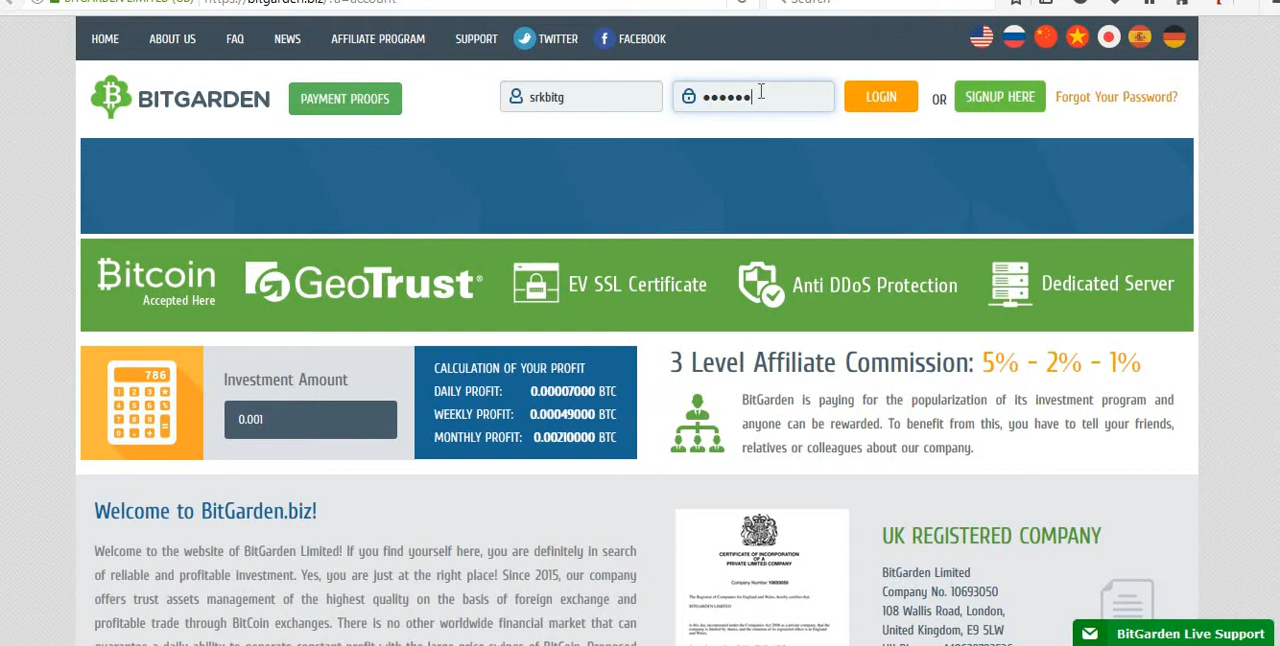 HOME ABOUT US FAQ NEWS AFFILIATE PROGRAM SUPPORT TWITTER f FACEBOOK
BITGARDEN PAYMENT PROOFS srkbitg •••••• LOGIN OR SIGNUP HERE Forgot Your Password?
Bitcoin
Accepted Here
GeoTrust® EV SSL Certificate Anti DDoS Protection Dedicated Server
786
Investment Amount
0.001
CALCULATION OF YOUR PROFIT
DAILY PROFIT: 0.00007000 BTC
WEEKLY PROFIT: 0.00049000 BTC
MONTHLY PROFIT: 0.00210000 BTC
3 Level Affiliate Commission: 5% - 2% - 1%
BitGarden is paying for the popularization of its investment program and
anyone can be rewarded. To benefit from this, you have to tell your friends,
relatives or colleagues about our company.
Welcome to BitGarden.biz!
Welcome to the website of BitGarden Limited! If you find yourself here, you are definitely in search
of reliable and profitable investment. Yes, you are just at the right place! Since 2015, our company
offers trust assets management of the highest quality on the basis of foreign exchange and
profitable trade through BitCoin exchanges. There is no other worldwide financial market that can
CERTIFICATE OF INCORPORATION
OF A
PRIVATE LIMITED COMPANY
Company Number 10693050
BITGARDEN LIMITED
UK REGISTERED COMPANY
BitGarden Limited
Company No. 10693050
108 Wallis Road, London,
United Kingdom, E9 5LW
BitGarden Live Support